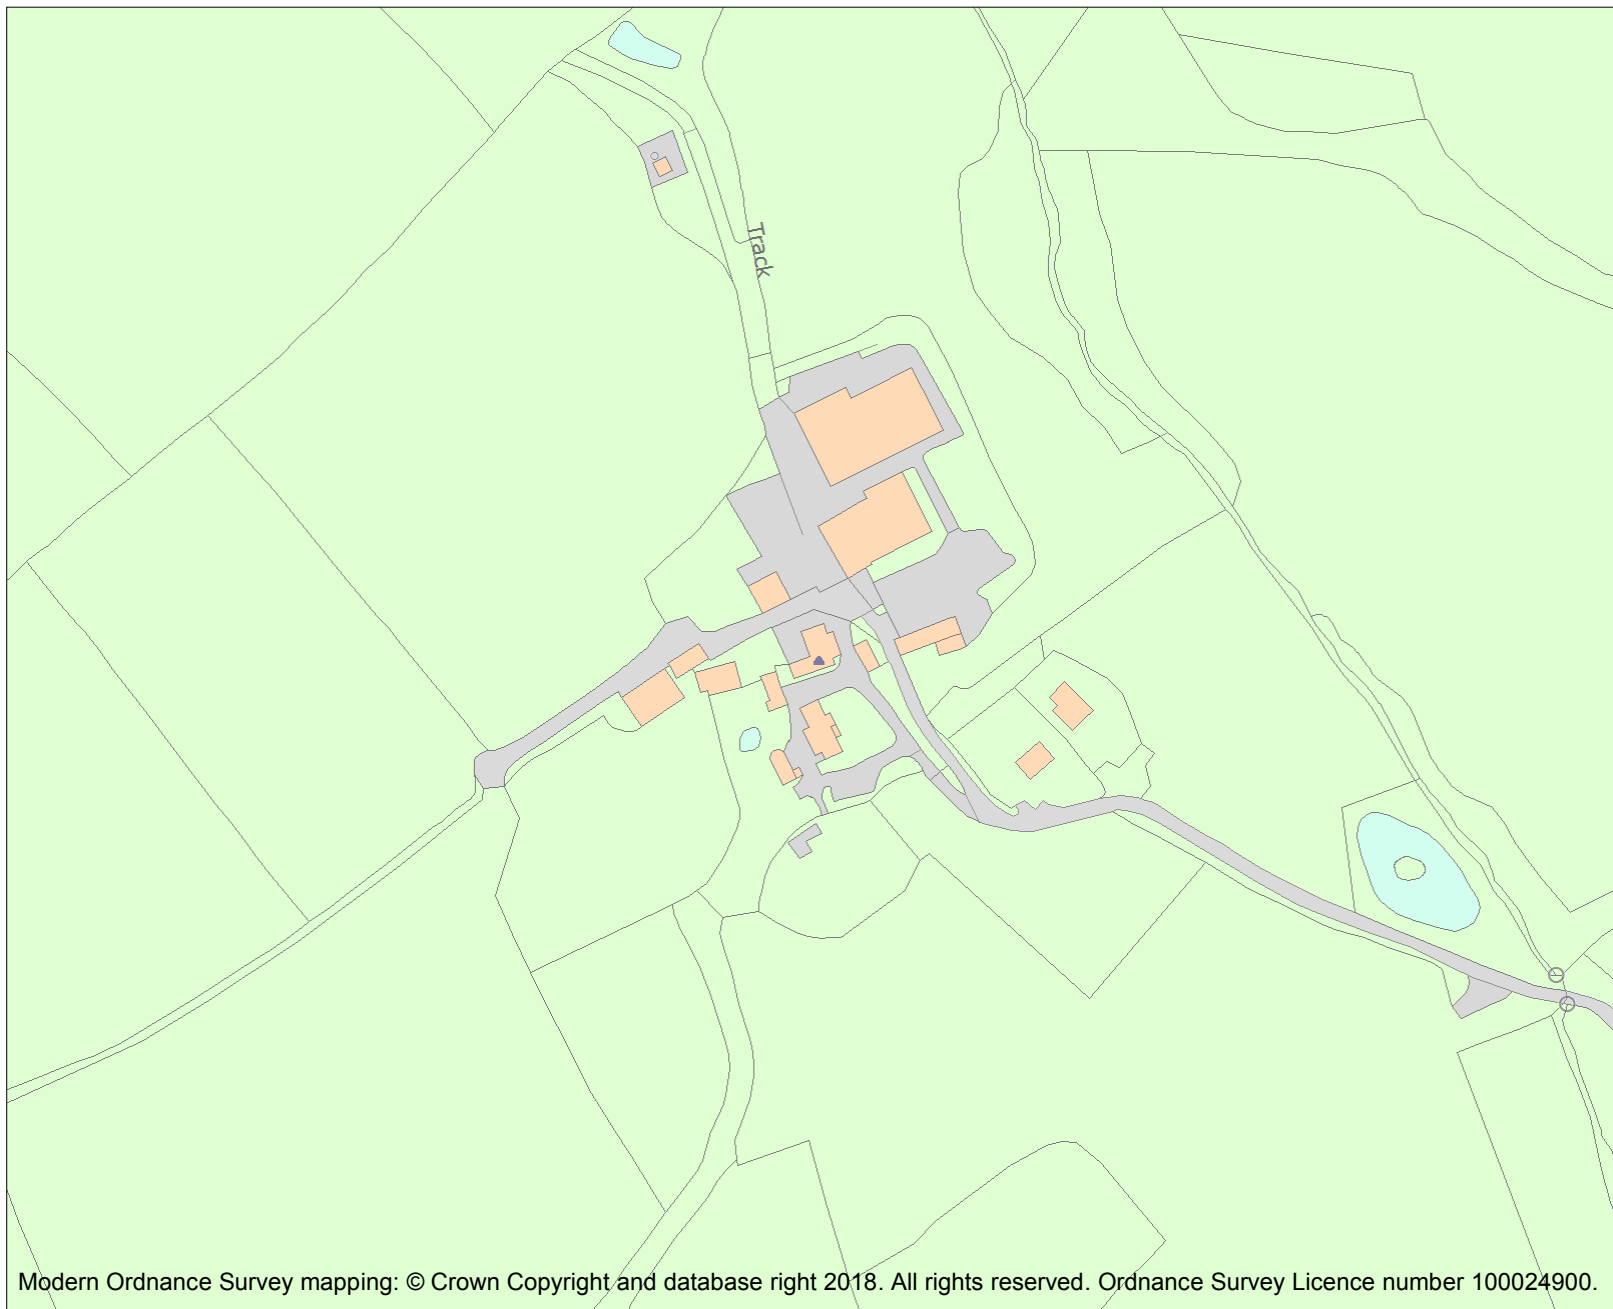 Track
Modern Ordnance Survey mapping: © Crown Copyright and database right 2018. All rights reserved. Ordnance Survey Licence number 100024900.